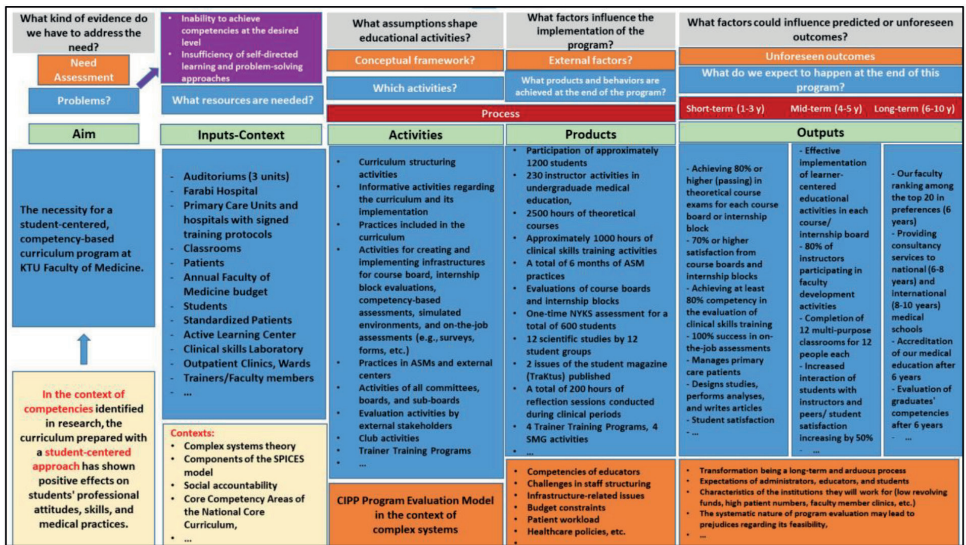 What kind of evidence do
we have to address the
need?
Need
Assessment
Problems?
Aim
The necessity for a
student-centered,
competency-based
curriculum program at
KTU Faculty of Medicine.
In the context of
competencies identified
in research, the
curriculum prepared with
a student-centered
approach has shown
positive effects on
students' professional
attitudes, skills, and
medical practices.
• Inability to achieve
competencies at the desired
level
• Insufficiency of self-directed
learning and problem-solving
approaches
What resources are needed?
Inputs-Context
- Auditoriums (3 units)
- Farabi Hospital
- Primary Care Units and
hospitals with signed
training protocols
- Classrooms
- Patients
- Annual Faculty of
Medicine budget
- Students
- Standardized Patients
- Active Learning Center
- Clinical skills Laboratory
- Outpatient Clinics, Wards
- Trainers/Faculty members
- ...
Contexts:
• Complex systems theory
• Components of the SPICES
model
• Social accountability
• Core Competency Areas of
the National Core
Curriculum,
• ...
What assumptions shape
educational activities?
Conceptual framework?
Which activities?
What factors influence the
implementation of the
program?
External factors?
What products and behaviors are
achieved at the end of the program?
Process
Activities
• Curriculum structuring
activities
• Informative activities regarding
the curriculum and its
implementation
• Practices included in the
curriculum
• Activities for creating and
implementing infrastructures
for course board, internship
block evaluations,
competency-based
assessments, simulated
environments, and on-the-job
assessments (e.g., surveys,
forms, etc.)
• Practices in ASMs and external
centers
• Activities of all committees,
boards, and sub-boards
• Evaluation activities by
external stakeholders
• Club activities
• Trainer Training Programs
• ...
CIPP Program Evaluation Model
in the context of
complex systems
Products
• Participation of approximately
1200 students
• 230 instructor activities in
undergraduade medical
education,
• 2500 hours of theoretical
courses
• Approximately 1000 hours of
clinical skills training activities
• A total of 6 months of ASM
practices
• Evaluations of course boards
and internship blocks
• One-time NYKS assessment for
a total of 600 students
• 12 scientific studies by 12
student groups
• 2 issues of the student magazine
(TraKtus) published
• A total of 200 hours of
reflection sessions conducted
during clinical periods
• 4 Trainer Training Programs, 4
SMG activities
• ...
• Competencies of educators
• Challenges in staff structuring
• Infrastructure-related issues
• Budget constraints
• Patient workload
• Healthcare policies, etc.
•
What factors could influence predicted or unforeseen
outcomes?
Unforeseen outcomes
What do we expect to happen at the end of this
program?
Short-term (1-3 y) Mid-term (4-5 y) Long-term (6-10 y)
Outputs
- Achieving 80% or
higher (passing) in
theoretical course
exams for each course
board or internship
block
- 70% or higher
satisfaction from
course boards and
internship blocks
- Achieving at least
80% competency in
the evaluation of
clinical skills training
- 100% success in on-
the-job assessments
- Manages primary
care patients
- Designs studies,
performs analyses,
and writes articles
- Student satisfaction
- ...
- Effective
implementation
of learner-
centered
educational
activities in each
course/
internship board
- 80% of
instructors
participating in
faculty
development
activities
- Completion of
12 multi-purpose
classrooms for 12
people each
- Increased
interaction of
students with
instructors and
peers/ student
satisfaction
increasing by 50%
- ...
- Our faculty
ranking among
the top 20 in
preferences (6
years)
- Providing
consultancy
services to
national (6-8
years) and
international
(8-10 years)
medical
schools
- Accreditation
of our medical
education after
6 years
- Evaluation of
graduates'
competencies
after 6 years
- ...
• Transformation being a long-term and arduous process
• Expectations of administrators, educators, and students
• Characteristics of the institutions they will work for (low revolving
funds, high patient numbers, faculty member clinics, etc.)
• The systematic nature of program evaluation may lead to
prejudices regarding its feasibility,
• ...